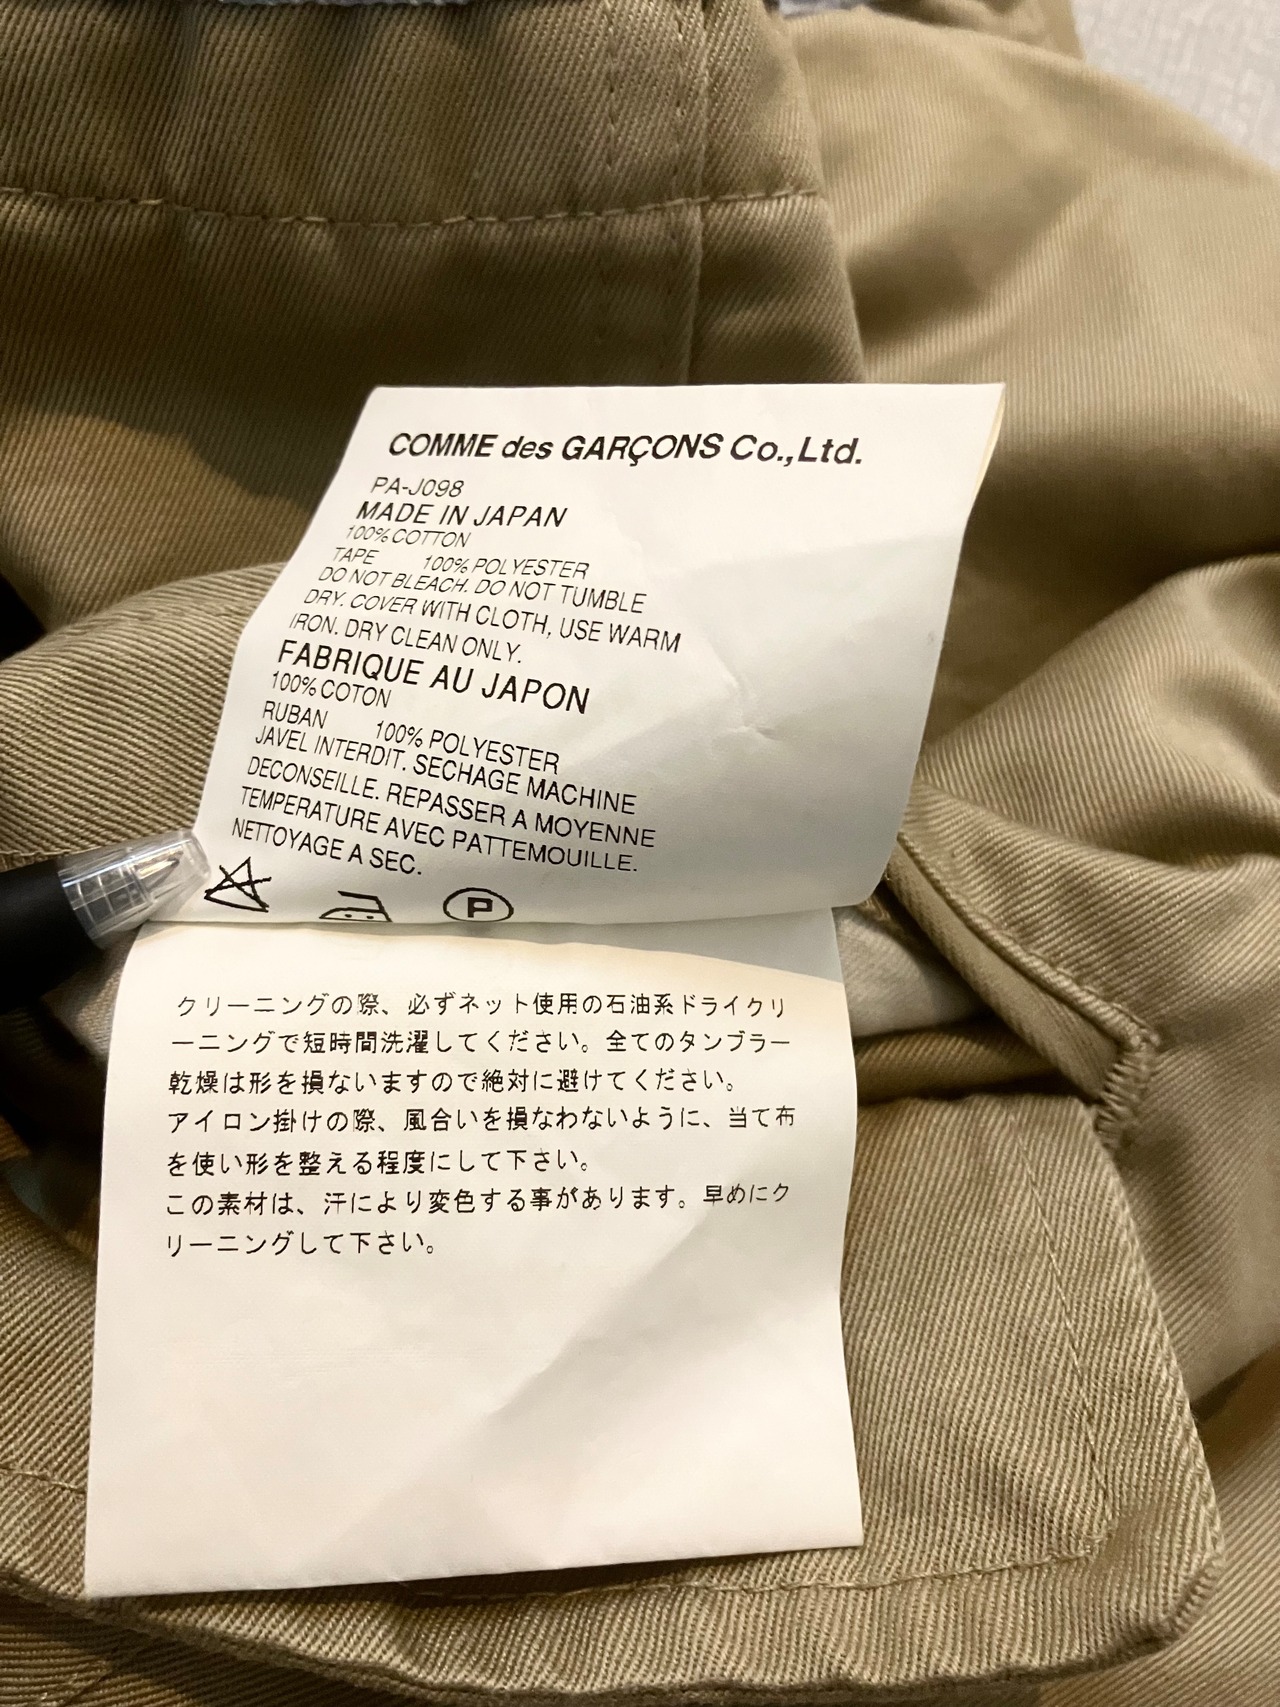 COMME des GARÇONS Co.,Ltd.
PA-J098
MADE IN JAPAN
100% COTTON
TAPE 100% POLYESTER
DO NOT BLEACH. DO NOT TUMBLE
DRY. COVER WITH CLOTH, USE WARM
IRON. DRY CLEAN ONLY.
FABRIQUE AU JAPON
100% COTON
RUBAN 100% POLYESTER
JAVEL INTERDIT. SECHAGE MACHINE
DECONSEILLE. REPASSER A MOYENNE
TEMPERATURE AVEC PATTEMOUILLE.
NETTOYAGE A SEC.
P
クリーニングの際、必ずネット使用の石油系ドライクリ
ーニングで短時間洗濯してください。全てのタンブラー
乾燥は形を損ないますので絶対に避けてください。
アイロン掛けの際、風合いを損なわないように、当て布
を使い形を整える程度にして下さい。
この素材は、汗により変色する事があります。早めにク
リーニングして下さい。